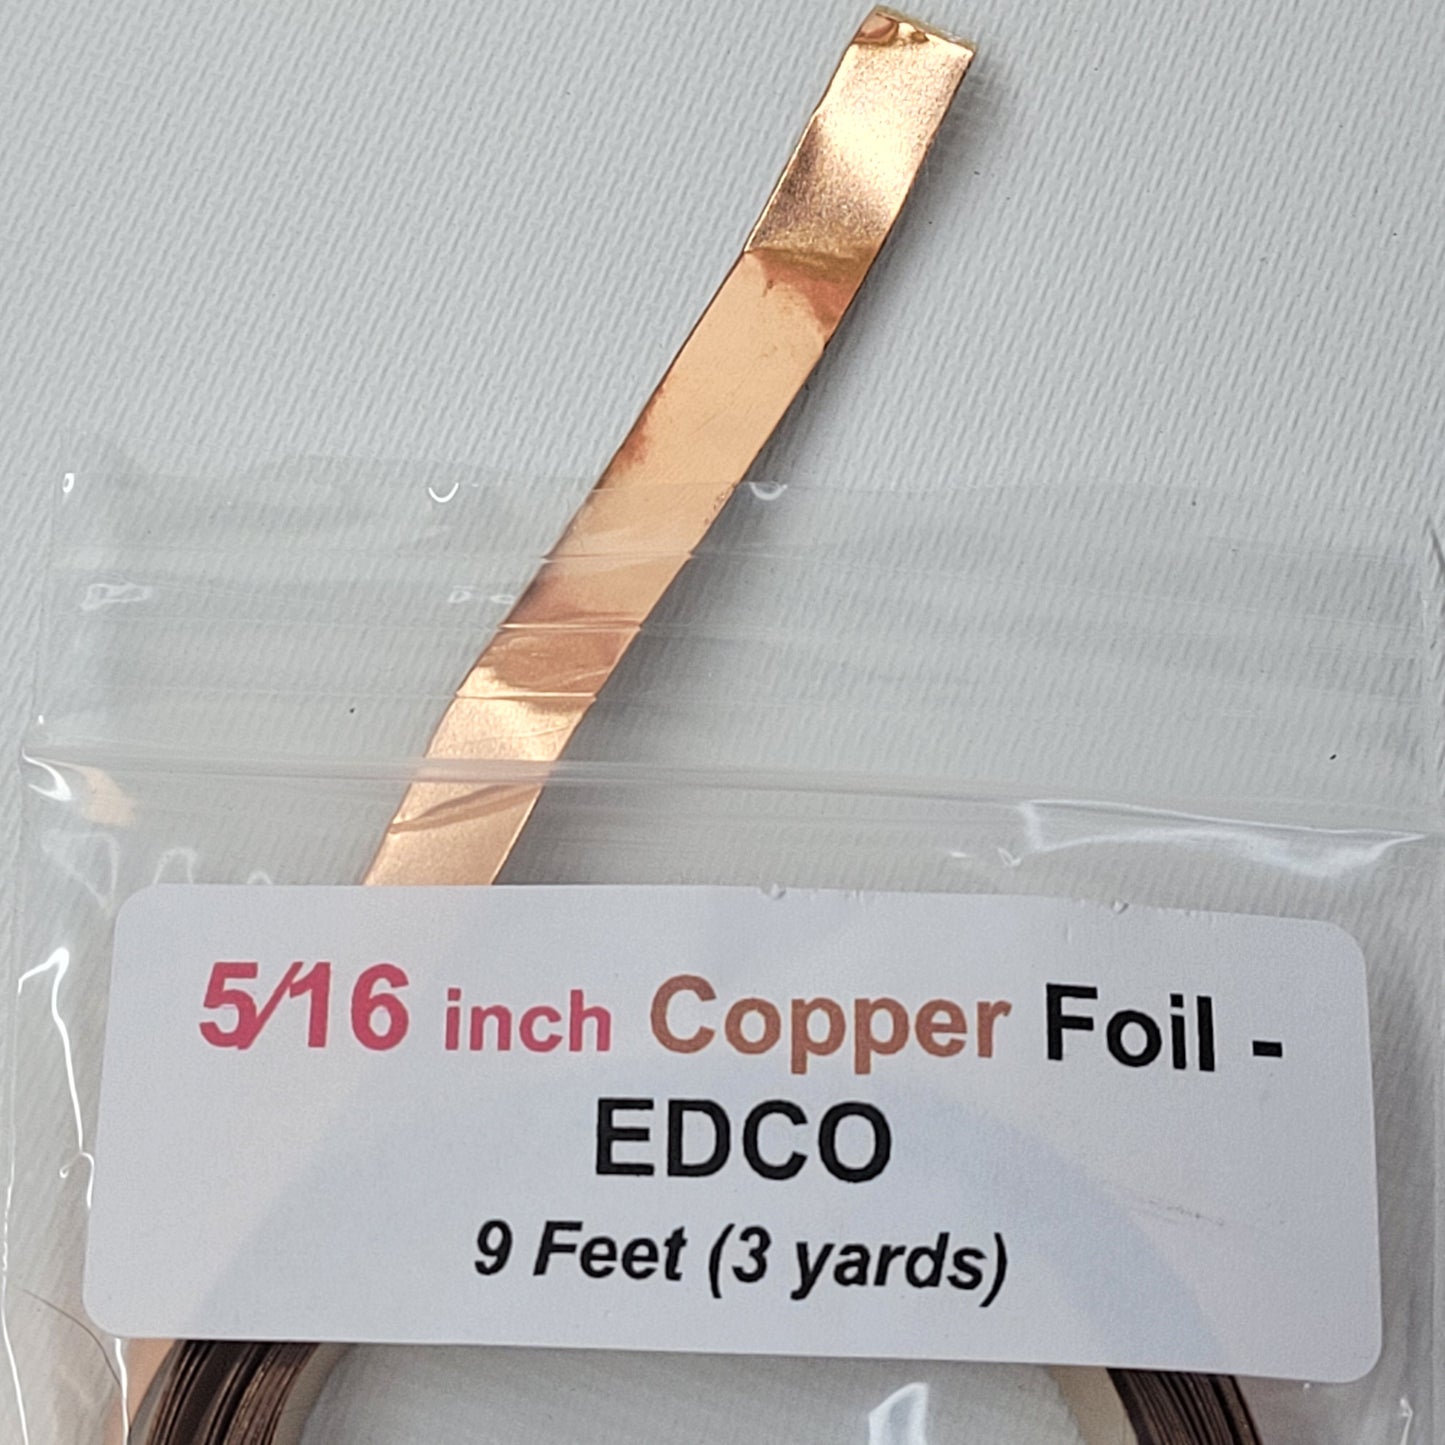 5/16 inch Copper Foil -
EDCO
9 Feet (3 yards)